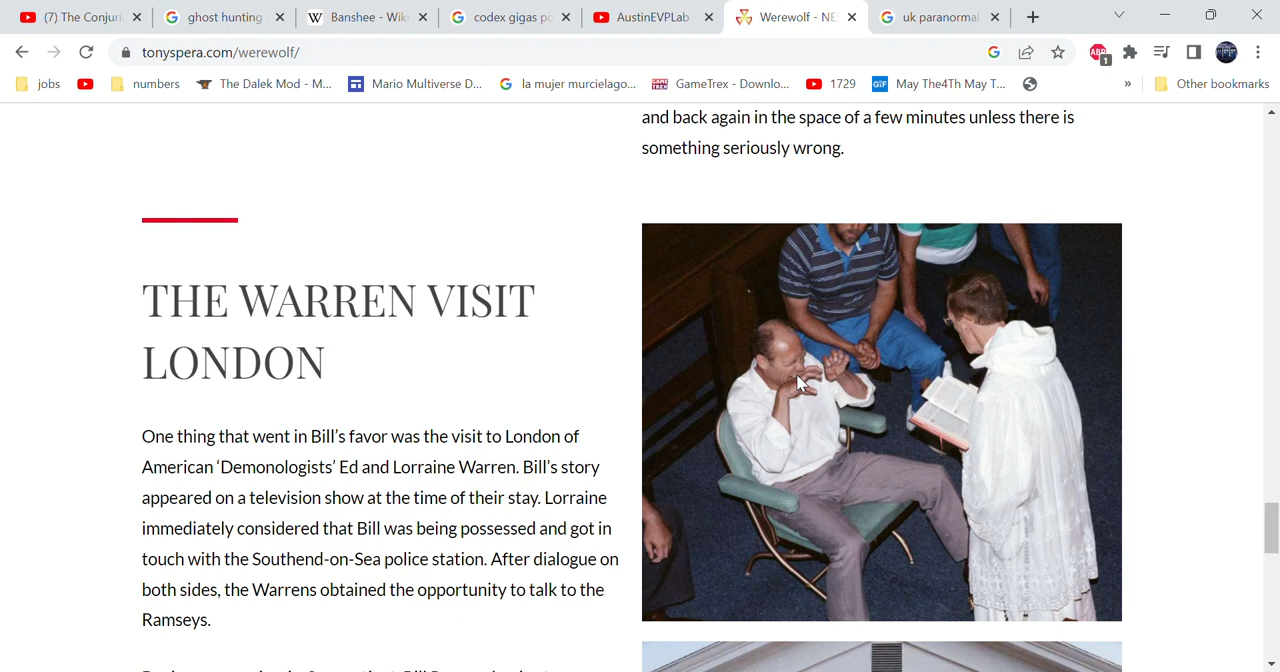 (7) The Conjuri
ghost hunting
Banshee - Wiki
codex gigas po
AustinEVPLab
Werewolf - NE
uk paranormal
tonyspera.com/werewolf/
ABP
1
jobs
numbers
The Dalek Mod - M...
Mario Multiverse D...
la mujer murcielago...
GameTrex - Downlo...
1729
GIF
May The4Th May T...
»
Other bookmarks
and back again in the space of a few minutes unless there is
something seriously wrong.
THE WARREN VISIT
LONDON
One thing that went in Bill’s favor was the visit to London of
American ‘Demonologists’ Ed and Lorraine Warren. Bill’s story
appeared on a television show at the time of their stay. Lorraine
immediately considered that Bill was being possessed and got in
touch with the Southend-on-Sea police station. After dialogue on
both sides, the Warrens obtained the opportunity to talk to the
Ramseys.